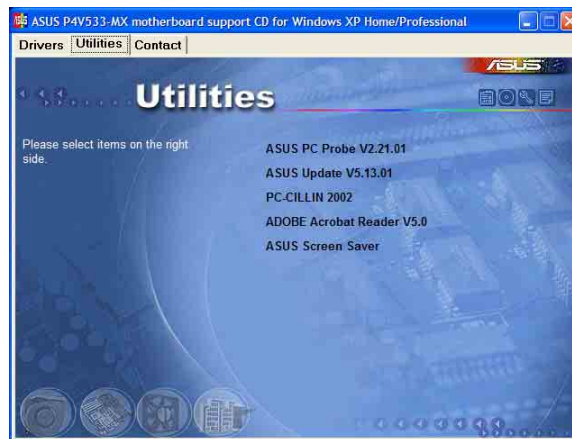 ASUS P4V533-MX motherboard support CD for Windows XP Home/Professional
Drivers Utilities Contact
ASUS
Utilities
Please select items on the right
side.
ASUS PC Probe V2.21.01
ASUS Update V5.13.01
PC-CILLIN 2002
ADOBE Acrobat Reader V5.0
ASUS Screen Saver